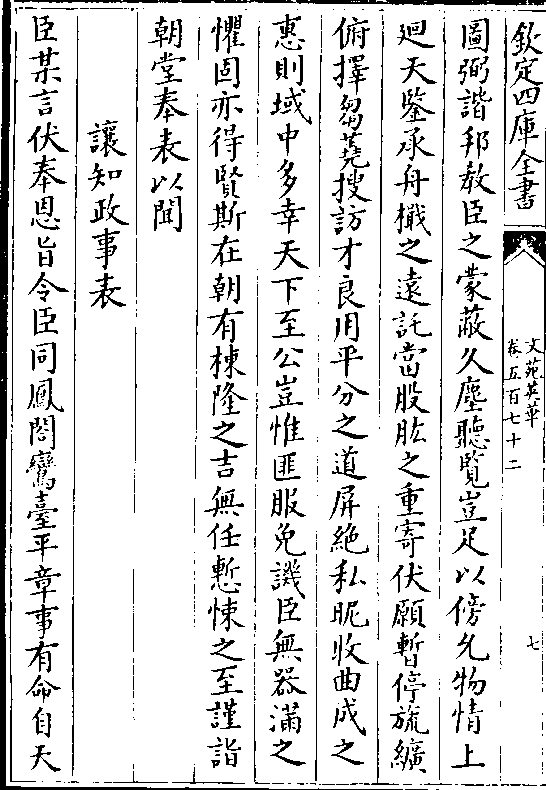 欽定四庫全書
文苑英華
卷五百七十二
七
圖弼諧邦教臣之蒙蔽久塵聽覽豈足以傍允物情上
迴天鑒承舟檝之遠託當股肱之重寄伏願暫停旒纊
俯擇芻蕘搜訪才良用平分之道屏絶私昵收曲成之
惠則域中多幸天下至公豈惟匪服免譏臣無器滿之
懼固亦得賢斯在朝有棟隆之吉無任慙悚之至謹詣
朝堂奉表以聞
讓知政事表
臣某言伏奉恩旨令臣同鳳閣鸞臺平章事有命自天